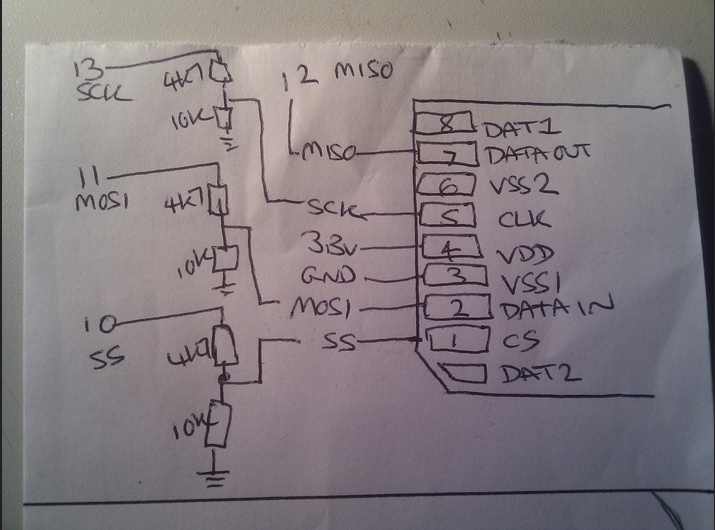 13
SCK
4k7
10K
12 MISO
8 DAT1
MISO 7 DATA OUT
6 VSS2
11
MOSI
4k7
SCK 5 CLK
3.3v 4 VDD
10K
GND 3 VSS1
MOSI 2 DATA IN
10
SS
4k7
SS 1 CS
DAT2
10K